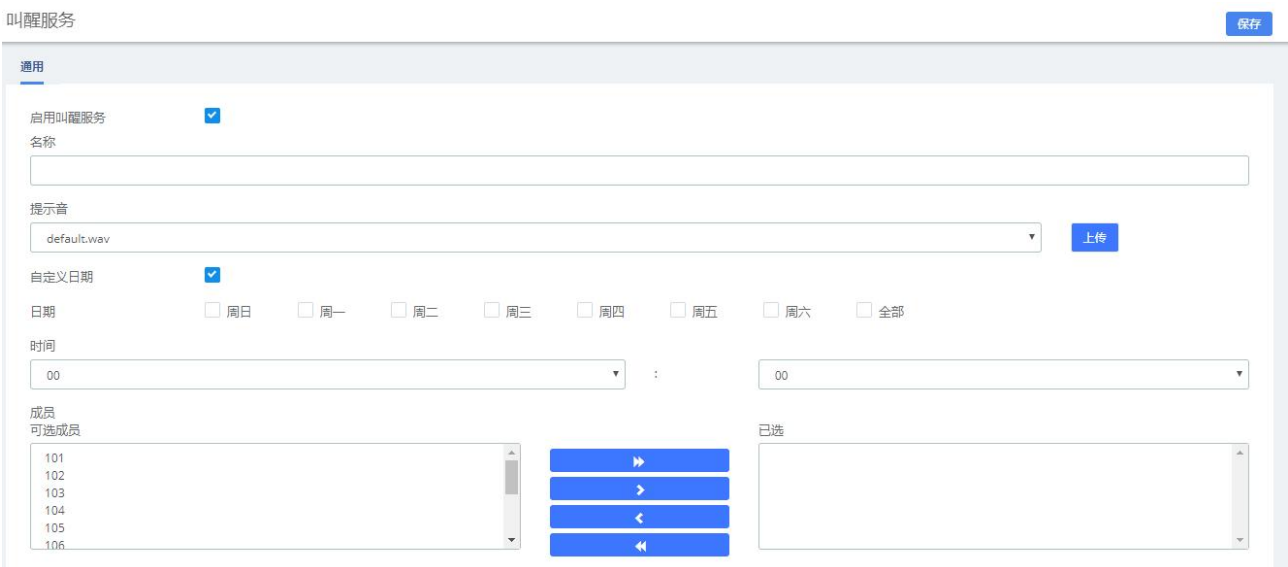 叫醒服务
保存
通用
启用叫醒服务
名称
提示音
default.wav
上传
自定义日期
日期 周日 周一 周二 周三 周四 周五 周六 全部
时间
00 : 00
成员
可选成员 已选
101
102
103
104
105
106